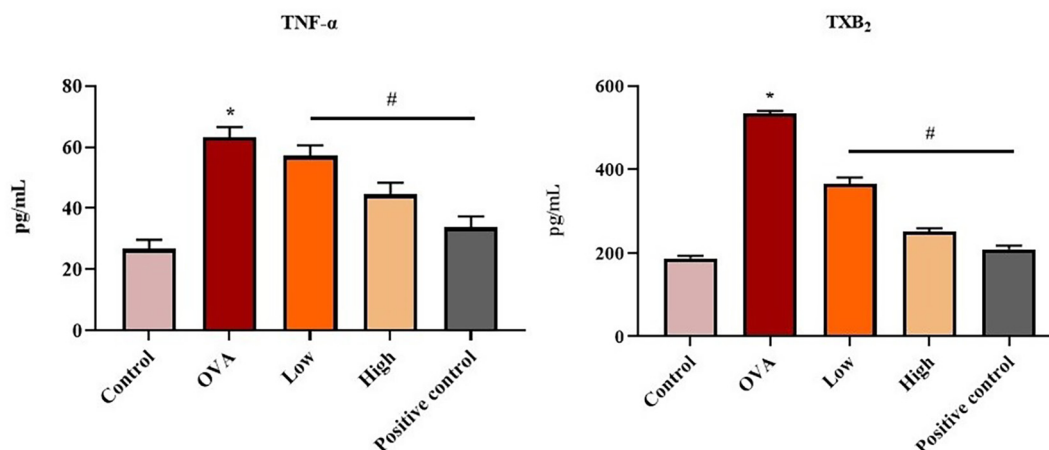 TNF-α
pg/mL
80
60
40
20
0
*
#
Control
OVA
Low
High
Positive control
TXB₂
pg/mL
600
400
200
0
*
#
Control
OVA
Low
High
Positive control